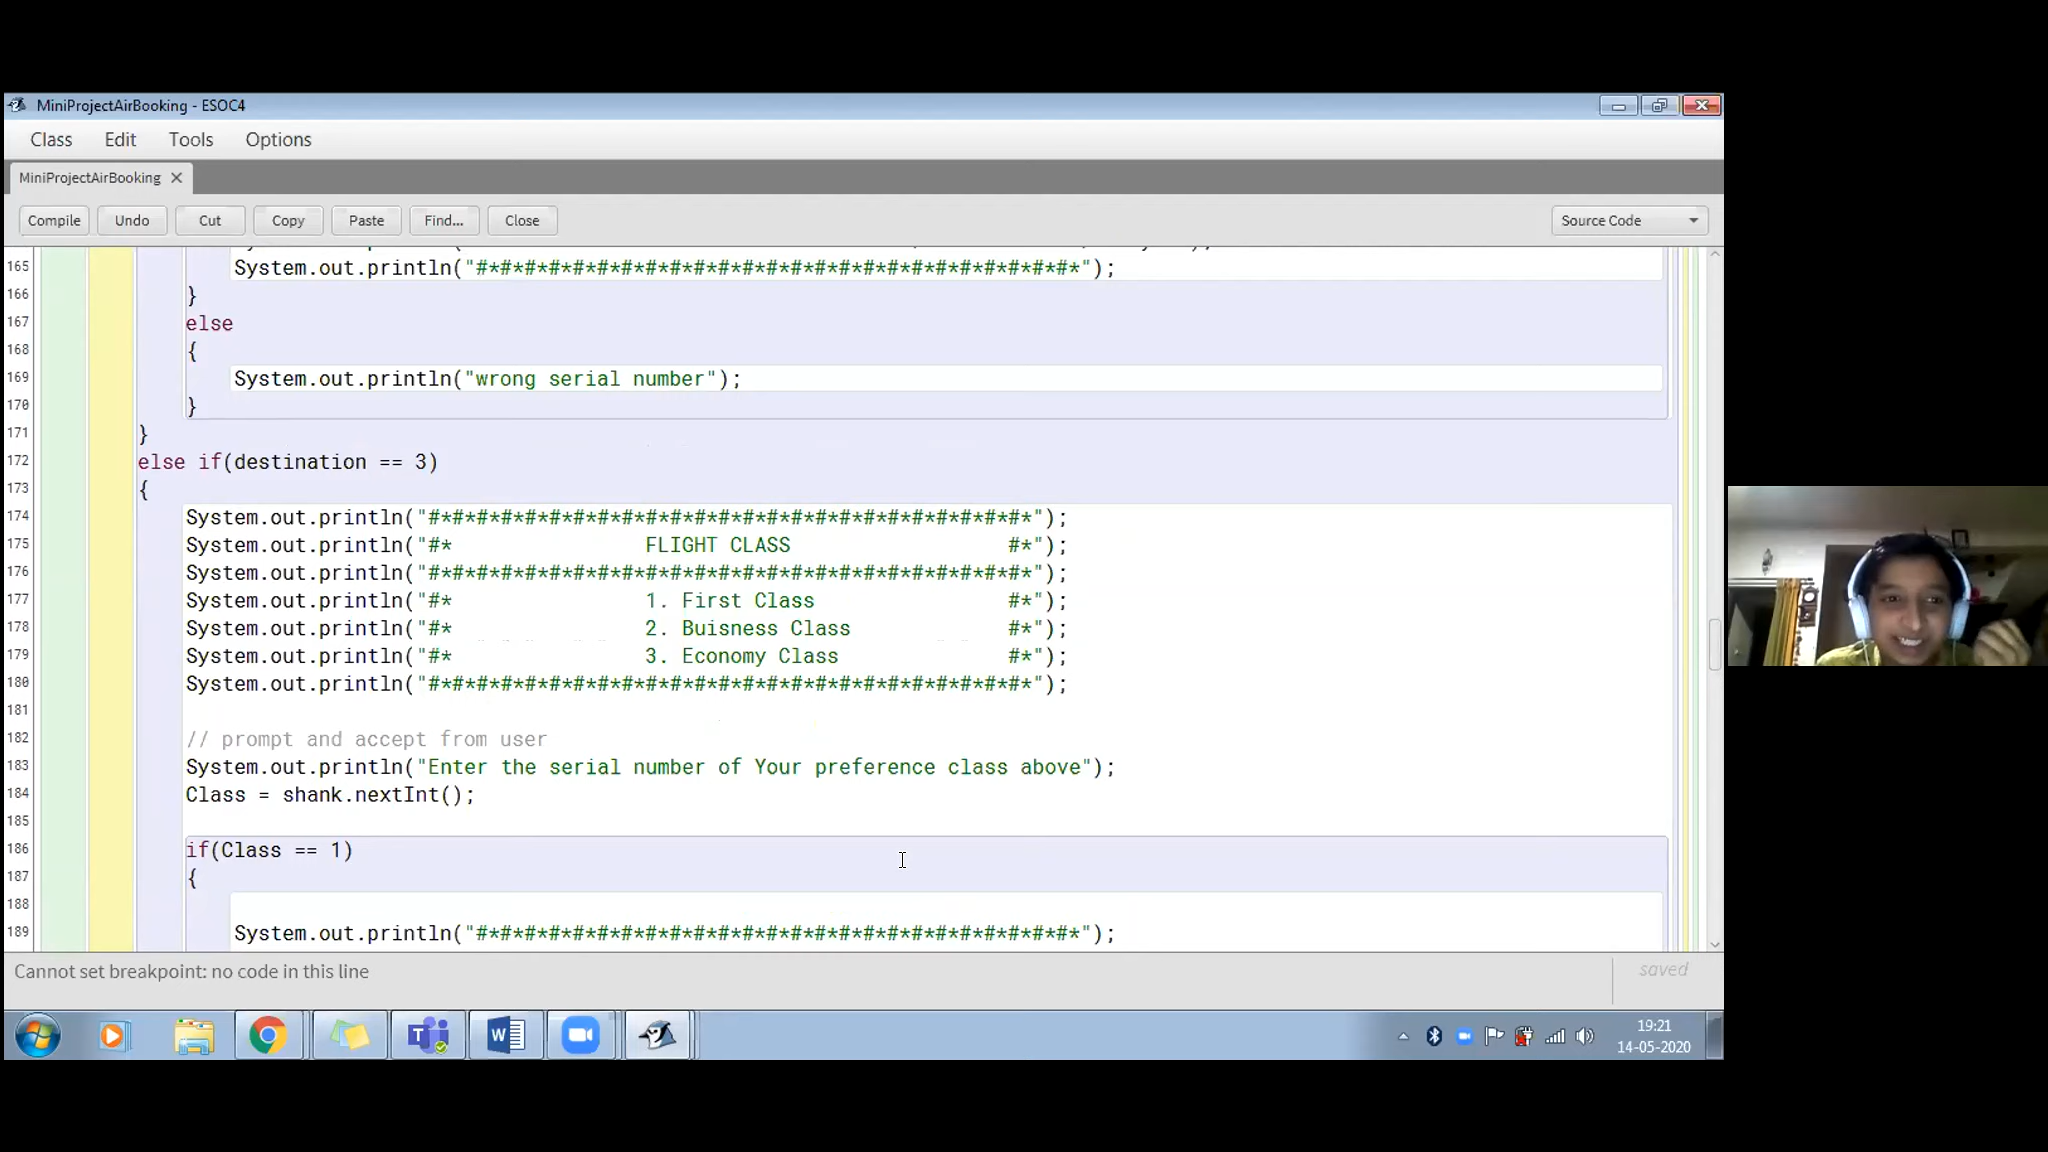 MiniProjectAirBooking - ESOC4
Class Edit Tools Options
MiniProjectAirBooking
Compile Undo Cut Copy Paste Find... Close Source Code
165 System.out.println("#*#*#*#*#*#*#*#*#*#*#*#*#*#*#*#*#*#*#*#*#*#*#*#*#*");
166 }
167 else
168 {
169 System.out.println("wrong serial number");
170 }
171 }
172 else if(destination == 3)
173 {
174 System.out.println("#*#*#*#*#*#*#*#*#*#*#*#*#*#*#*#*#*#*#*#*#*#*#*#*#*");
175 System.out.println("#*                FLIGHT CLASS                  #*");
176 System.out.println("#*#*#*#*#*#*#*#*#*#*#*#*#*#*#*#*#*#*#*#*#*#*#*#*#*");
177 System.out.println("#*                1. First Class                #*");
178 System.out.println("#*                2. Buisness Class             #*");
179 System.out.println("#*                3. Economy Class              #*");
180 System.out.println("#*#*#*#*#*#*#*#*#*#*#*#*#*#*#*#*#*#*#*#*#*#*#*#*#*");
181
182 // prompt and accept from user
183 System.out.println("Enter the serial number of Your preference class above");
184 Class = shank.nextInt();
185
186 if(Class == 1)
187 {
188
189 System.out.println("#*#*#*#*#*#*#*#*#*#*#*#*#*#*#*#*#*#*#*#*#*#*#*#*#*");
Cannot set breakpoint: no code in this line
saved
19:21
14-05-2020